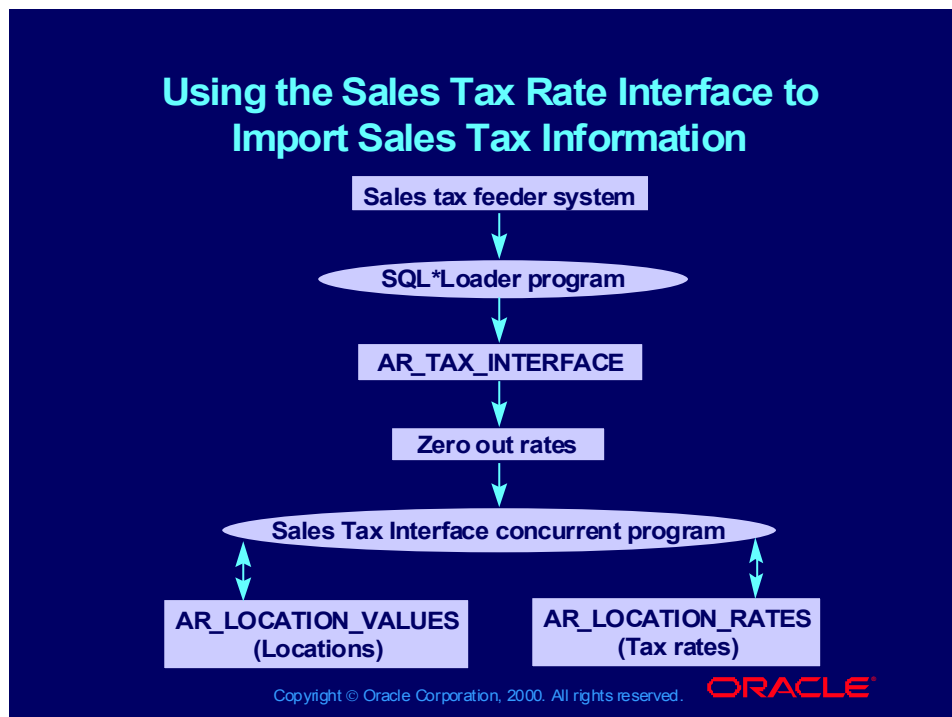 Using the Sales Tax Rate Interface to
Import Sales Tax Information
Sales tax feeder system
SQL*Loader program
AR_TAX_INTERFACE
Zero out rates
Sales Tax Interface concurrent program
AR_LOCATION_VALUES
(Locations)
AR_LOCATION_RATES
(Tax rates)
Copyright © Oracle Corporation, 2000. All rights reserved.
ORACLE®